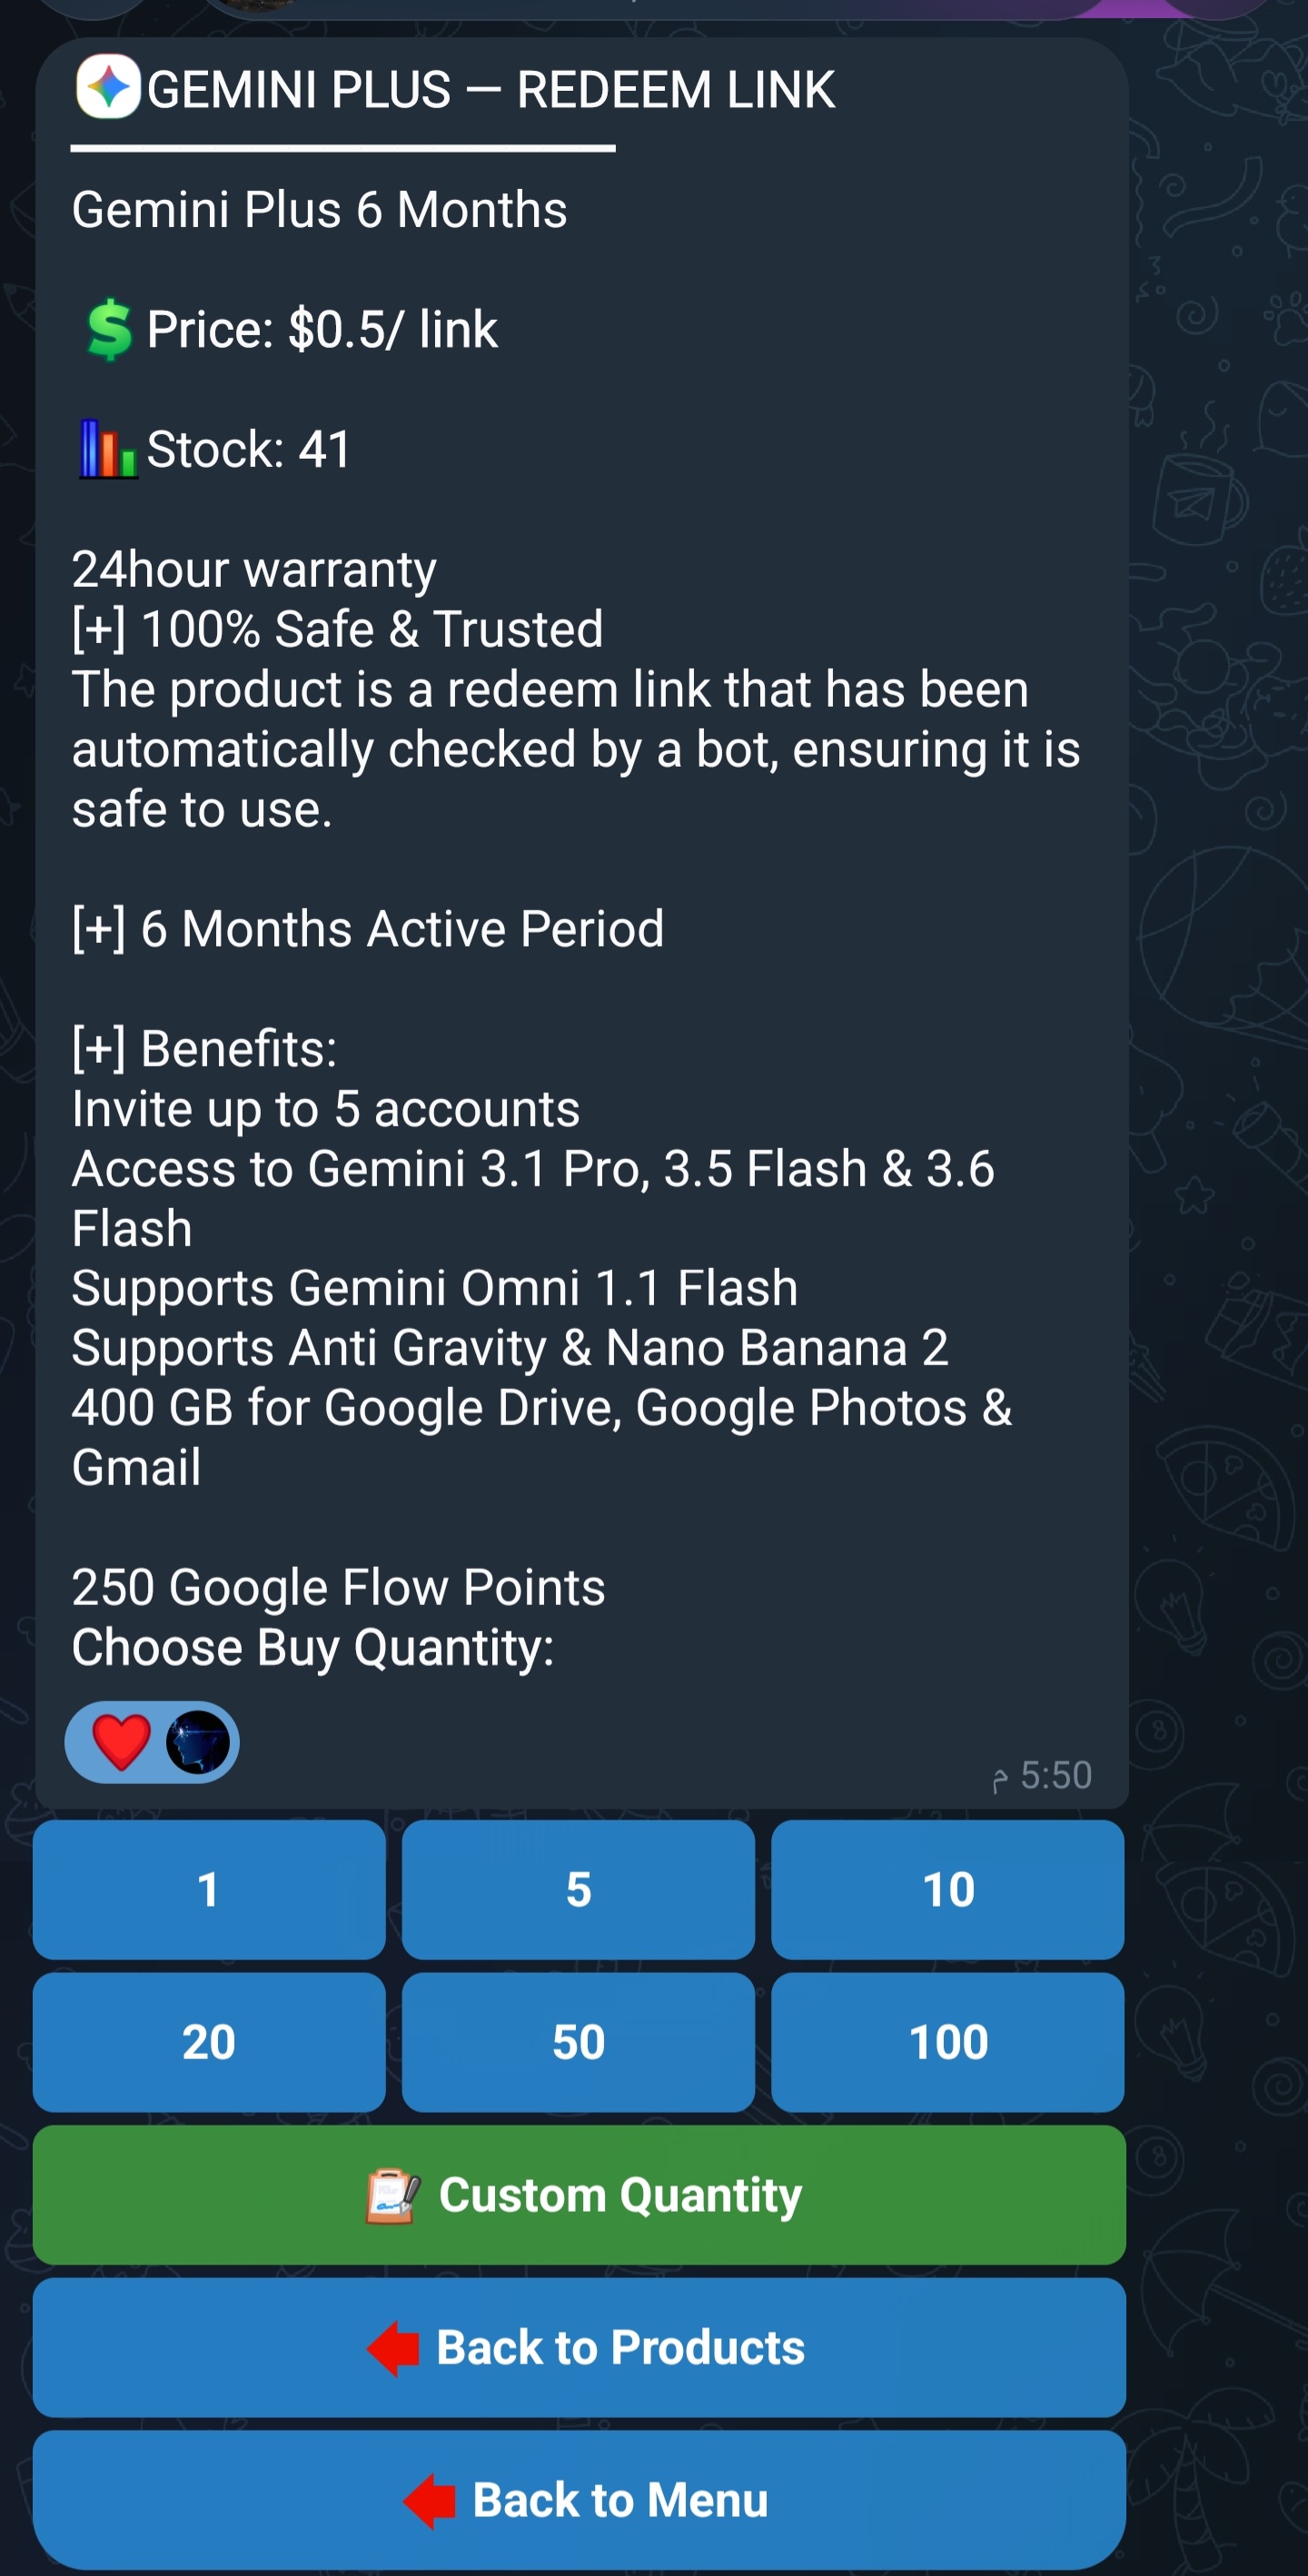 GEMINI PLUS — REDEEM LINK
Gemini Plus 6 Months
Price: $0.5/ link
Stock: 41
24hour warranty
[+] 100% Safe & Trusted
The product is a redeem link that has been
automatically checked by a bot, ensuring it is
safe to use.
[+] 6 Months Active Period
[+] Benefits:
Invite up to 5 accounts
Access to Gemini 3.1 Pro, 3.5 Flash & 3.6
Flash
Supports Gemini Omni 1.1 Flash
Supports Anti Gravity & Nano Banana 2
400 GB for Google Drive, Google Photos &
Gmail
250 Google Flow Points
Choose Buy Quantity:
5:50 م
1
5
10
20
50
100
Custom Quantity
Back to Products
Back to Menu